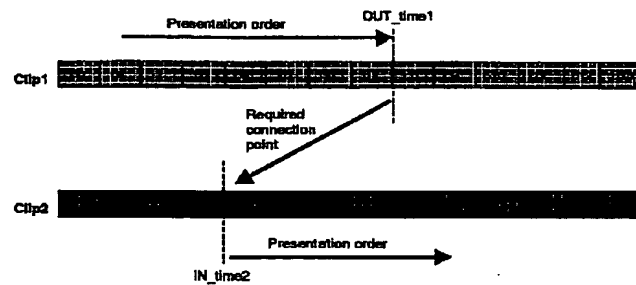 OUT_time1
Presentation order
Clip1
Required
connection
point
Clip2
Presentation order
IN_time2